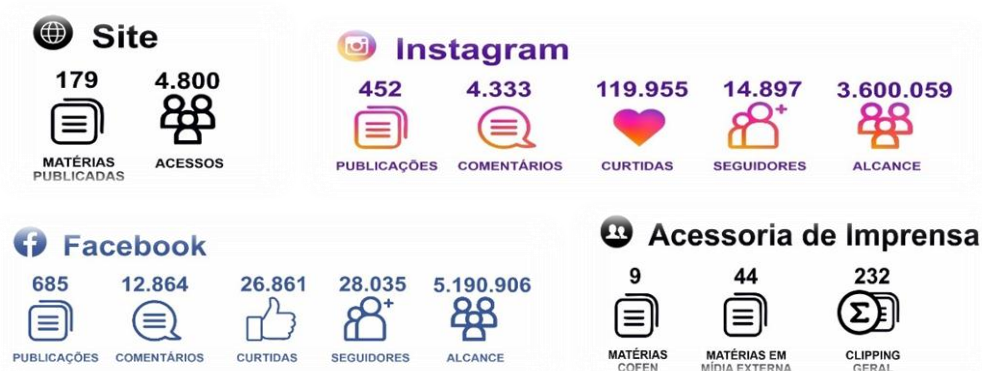 Site
179 4.800
MATÉRIAS
PUBLICADAS
ACESSOS
Instagram
452 4.333 119.955 14.897 3.600.059
PUBLICAÇÕES COMENTÁRIOS CURTIDAS SEGUIDORES ALCANCE
Facebook
685 12.864 26.861 28.035 5.190.906
PUBLICAÇÕES COMENTÁRIOS CURTIDAS SEGUIDORES ALCANCE
Acessoria de Imprensa
9 44 232
Σ
MATÉRIAS
COFEN
MATÉRIAS EM
MÍDIA EXTERNA
CLIPPING
GERAL